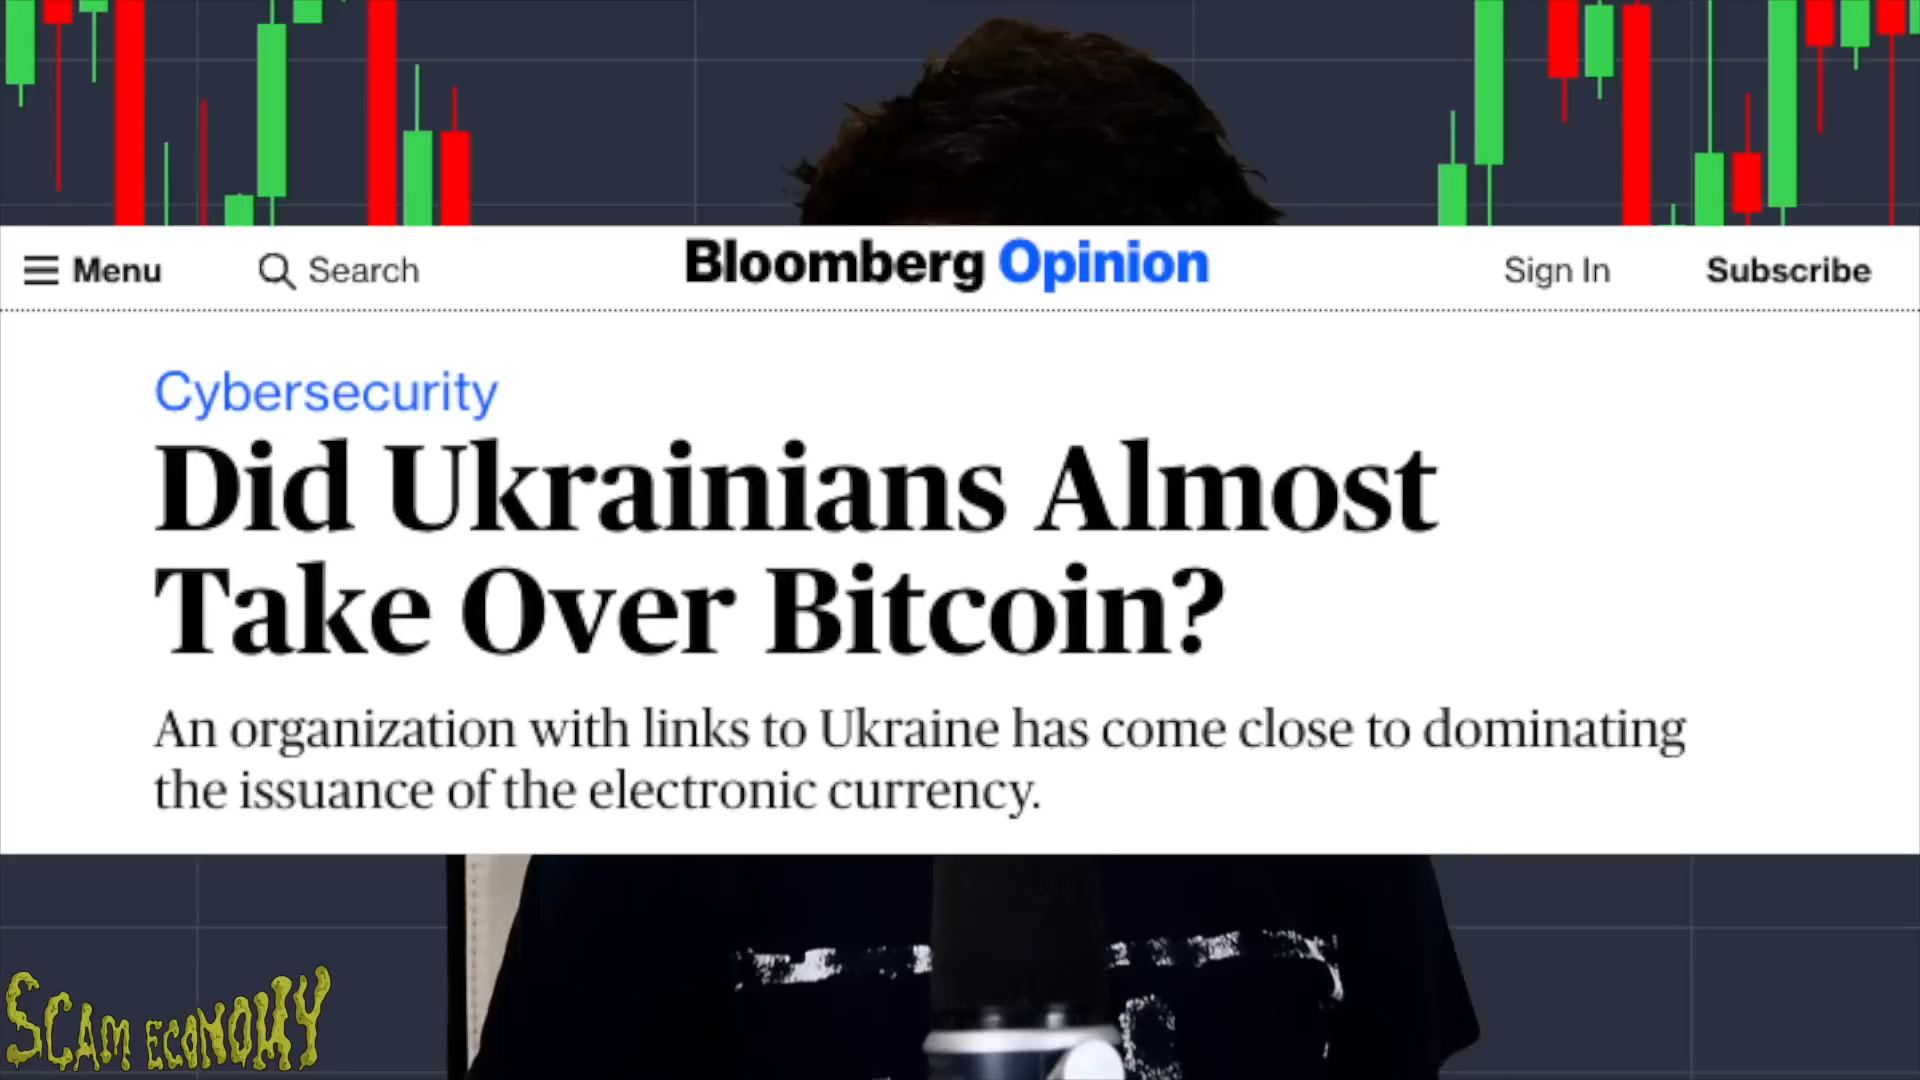 Menu
Search
Bloomberg Opinion
Sign In
Subscribe
Cybersecurity
Did Ukrainians Almost
Take Over Bitcoin?
An organization with links to Ukraine has come close to dominating
the issuance of the electronic currency.
SCAM ECONOMY